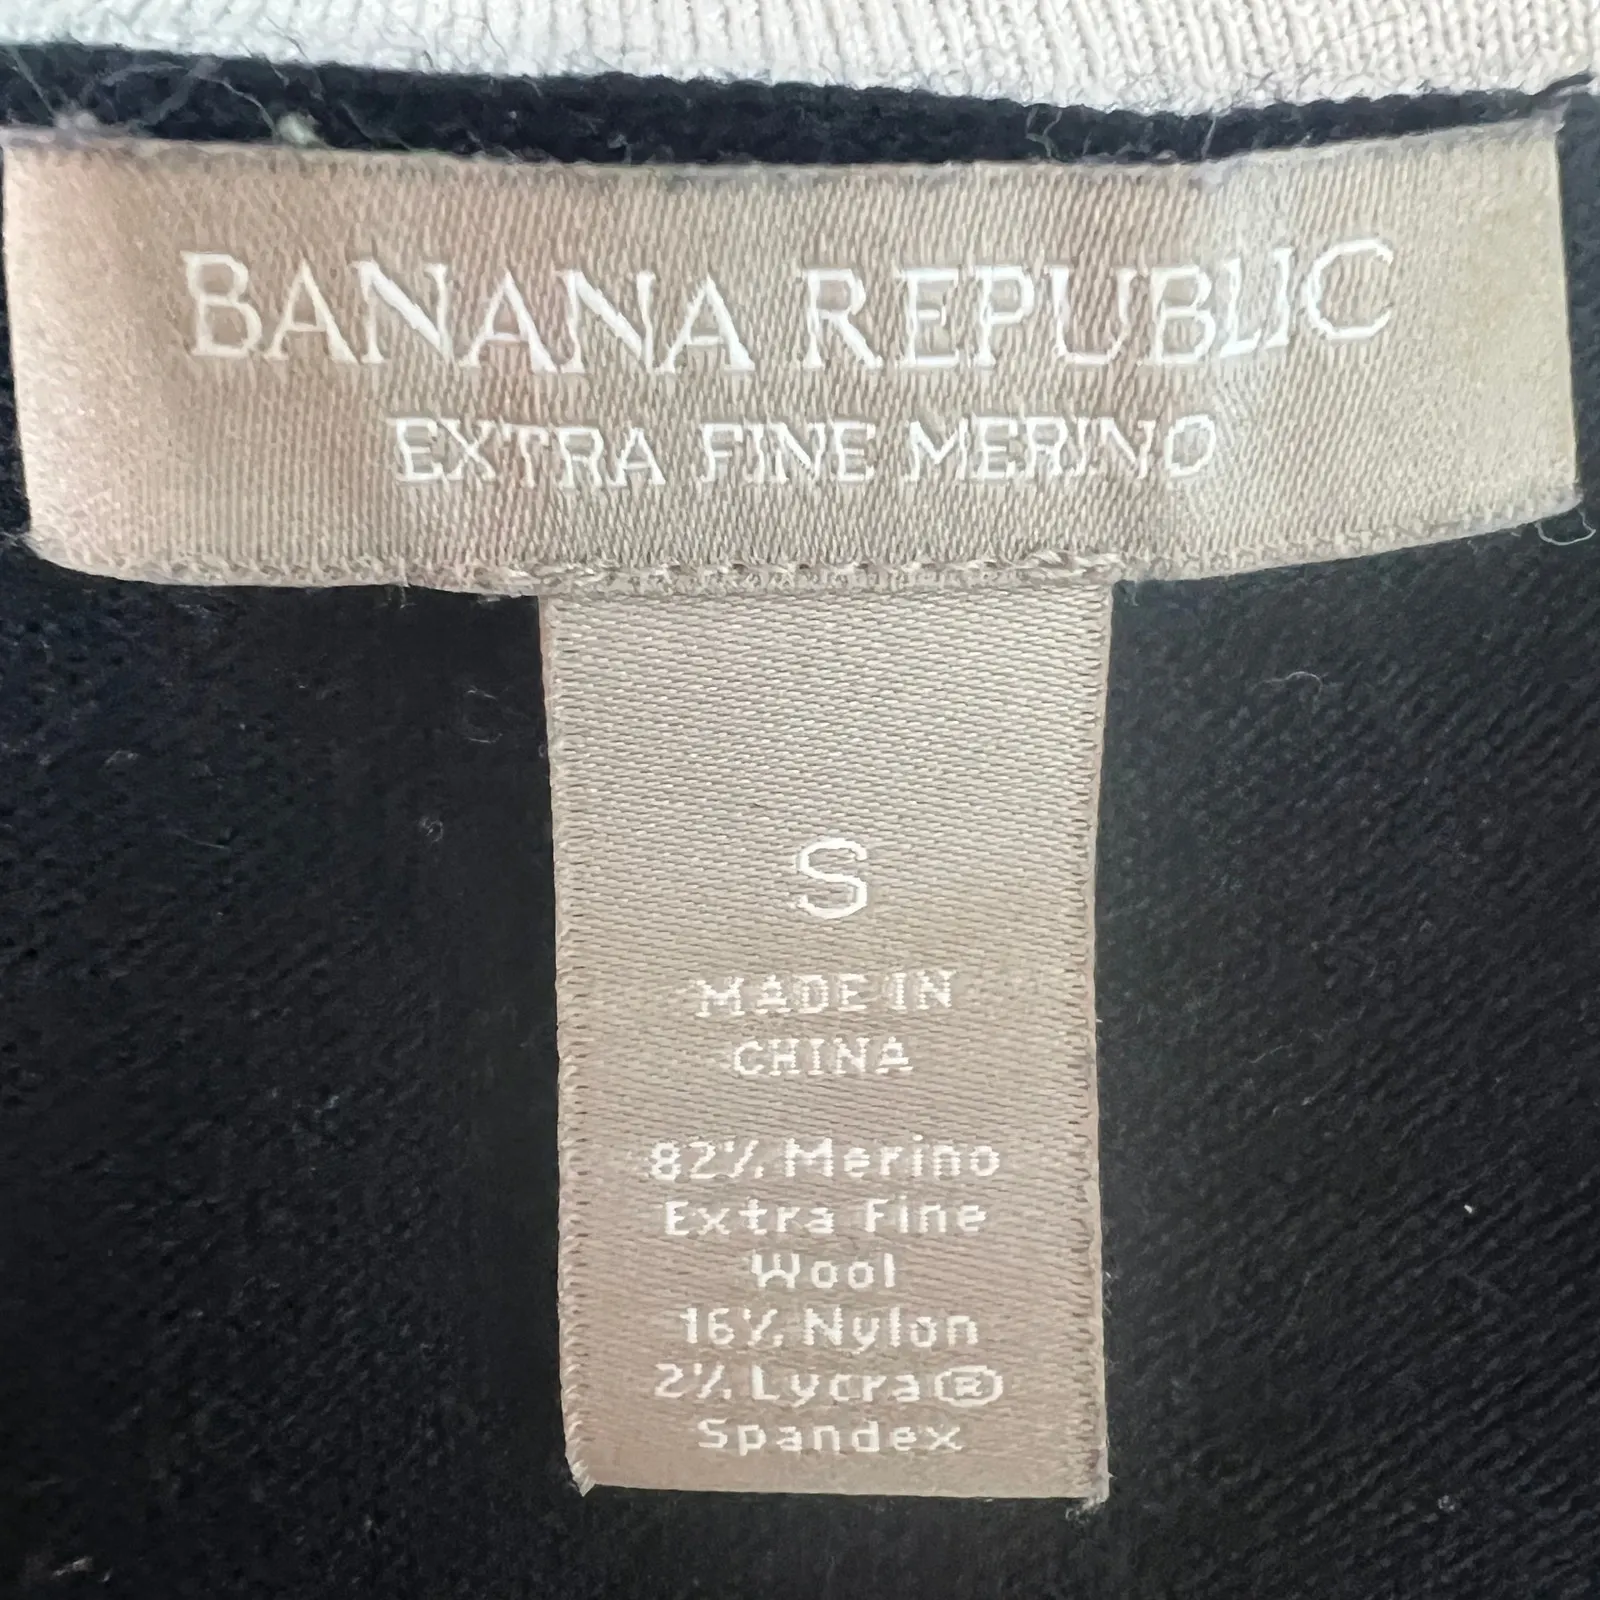 BANANA REPUBLIC
EXTRA FINE MERINO
S
MADE IN
CHINA
82% Merino
Extra Fine
Wool
16% Nylon
2% Lycra®
Spandex